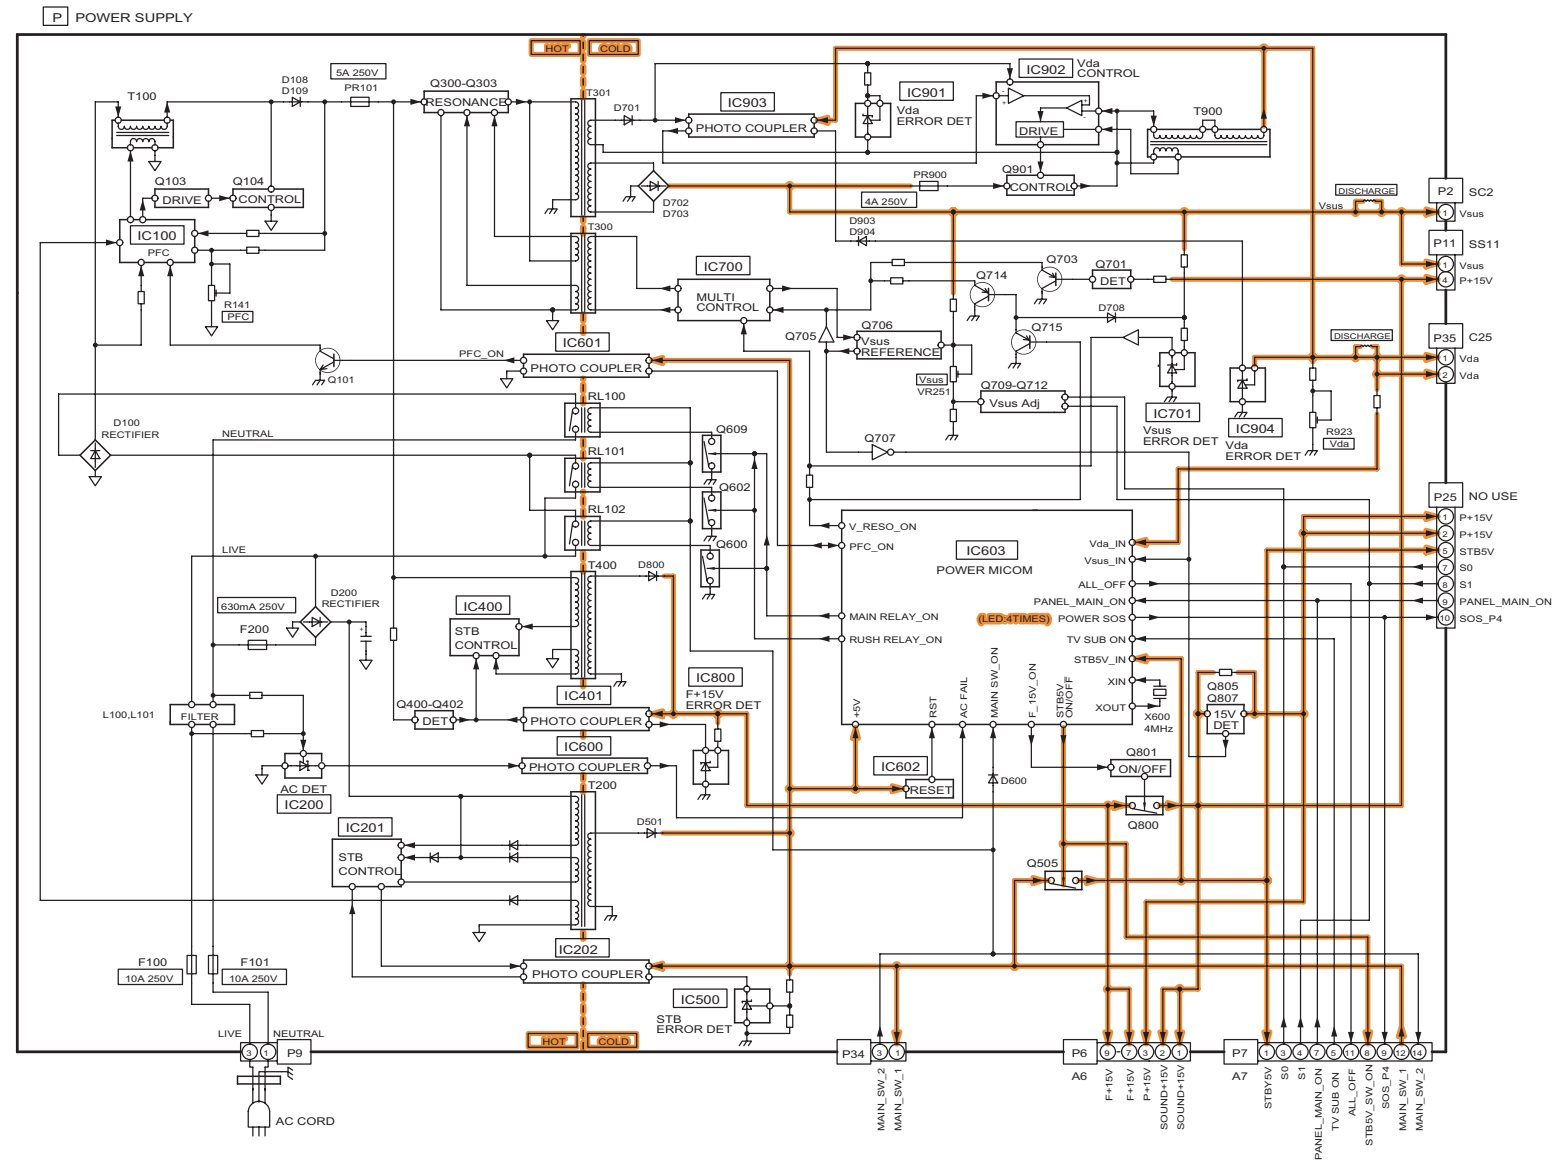 P POWER SUPPLY
HOT COLD
5A 250V
D108
D109
PR101
T100
Q300-Q303
RESONANCE
T301
D701
IC903
PHOTO COUPLER
IC901
Vda
ERROR DET
IC902
Vda
CONTROL
DRIVE
T900
Q901
CONTROL
PR900
4A 250V
D702
D703
Q103
DRIVE
Q104
CONTROL
IC100
PFC
R141
PFC
T300
D903
D904
DISCHARGE
Vsus
P2 SC2
1 Vsus
P11 SS11
1 Vsus
4 P+15V
IC700
MULTI
CONTROL
Q714
Q703
Q701
DET
D708
Q705
Q706
Vsus
REFERENCE
Q715
Vsus
VR251
Q709-Q712
Vsus Adj
IC701
Vsus
ERROR DET
IC904
Vda
ERROR DET
R923
Vda
DISCHARGE
P35 C25
1 Vda
2 Vda
IC601
PFC_ON
PHOTO COUPLER
Q101
RL100
D100
RECTIFIER
NEUTRAL
Q609
RL101
Q602
RL102
Q600
LIVE
Q707
P25 NO USE
1 P+15V
2 P+15V
5 STB5V
7 S0
8 S1
9 PANEL_MAIN_ON
10 SOS_P4
V_RESO_ON
PFC_ON
IC603
POWER MICOM
Vda_IN
Vsus_IN
ALL_OFF
PANEL_MAIN_ON
MAIN RELAY_ON
(LED:4TIMES)
POWER SOS
RUSH RELAY_ON
TV SUB ON
STB5V_IN
XIN
XOUT
+5V
RST
AC FAIL
MAIN SW_ON
F_15V_ON
STB5V
ON/OFF
X600
4MHz
T400
D800
D200
RECTIFIER
630mA 250V
F200
IC400
STB
CONTROL
IC800
F+15V
ERROR DET
IC401
Q400-Q402
DET
PHOTO COUPLER
L100,L101
FILTER
Q805
Q807
15V
DET
IC600
PHOTO COUPLER
AC DET
IC200
IC602
RESET
D600
Q801
ON/OFF
Q800
T200
D501
IC201
STB
CONTROL
Q505
IC202
PHOTO COUPLER
F100
10A 250V
F101
10A 250V
IC500
STB
ERROR DET
HOT COLD
LIVE NEUTRAL
3 1 P9
AC CORD
P34 3 1
MAIN_SW_2
MAIN_SW_1
P6 9 7 3 2 1
A6
F+15V
F+15V
P+15V
SOUND+15V
SOUND+15V
P7 1 3 4 7 5 11 8 9 12 14
A7
STBY5V
S0
S1
PANEL_MAIN_ON
TV SUB ON
ALL_OFF
STB5V_SW_ON
SOS_P4
MAIN_SW_1
MAIN_SW_2